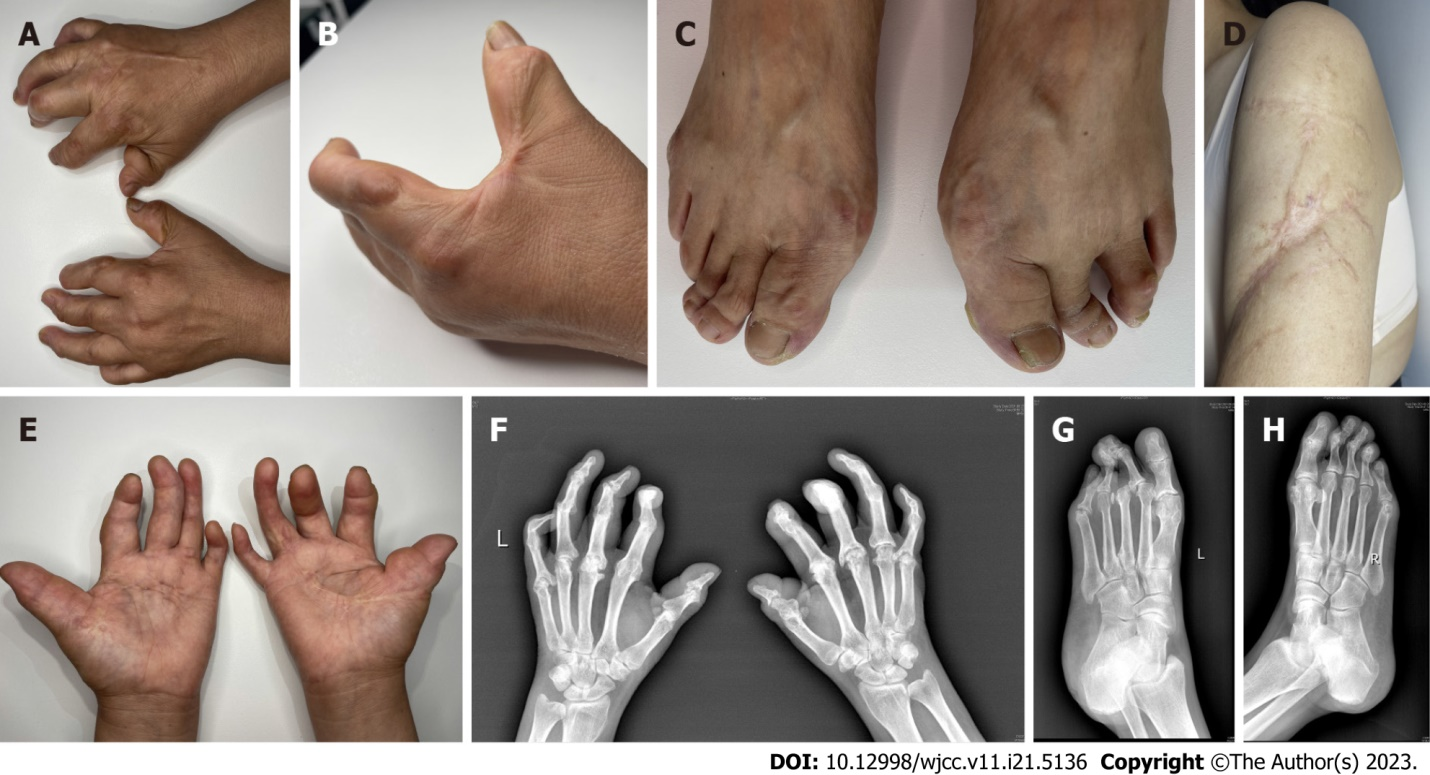 A
B
C
D
E
F
L
G
L
H
R
DOI: 10.12998/wjcc.v11.i21.5136 Copyright ©The Author(s) 2023.